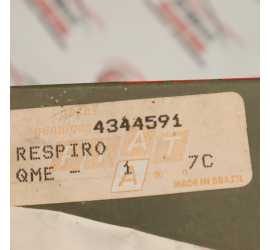 4344591
RESPIRO
QME - 1 7C
MADE IN BRAZIL